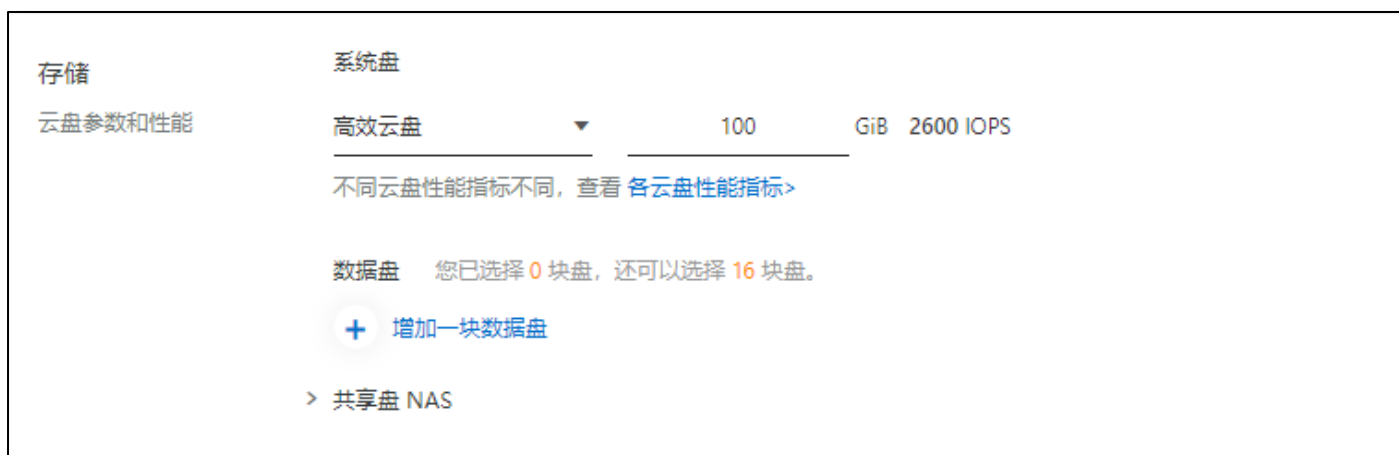 存储
云盘参数和性能
系统盘
高效云盘 100 GiB 2600 IOPS
不同云盘性能指标不同，查看 各云盘性能指标>
数据盘 您已选择 0 块盘，还可以选择 16 块盘。
+ 增加一块数据盘
> 共享盘 NAS